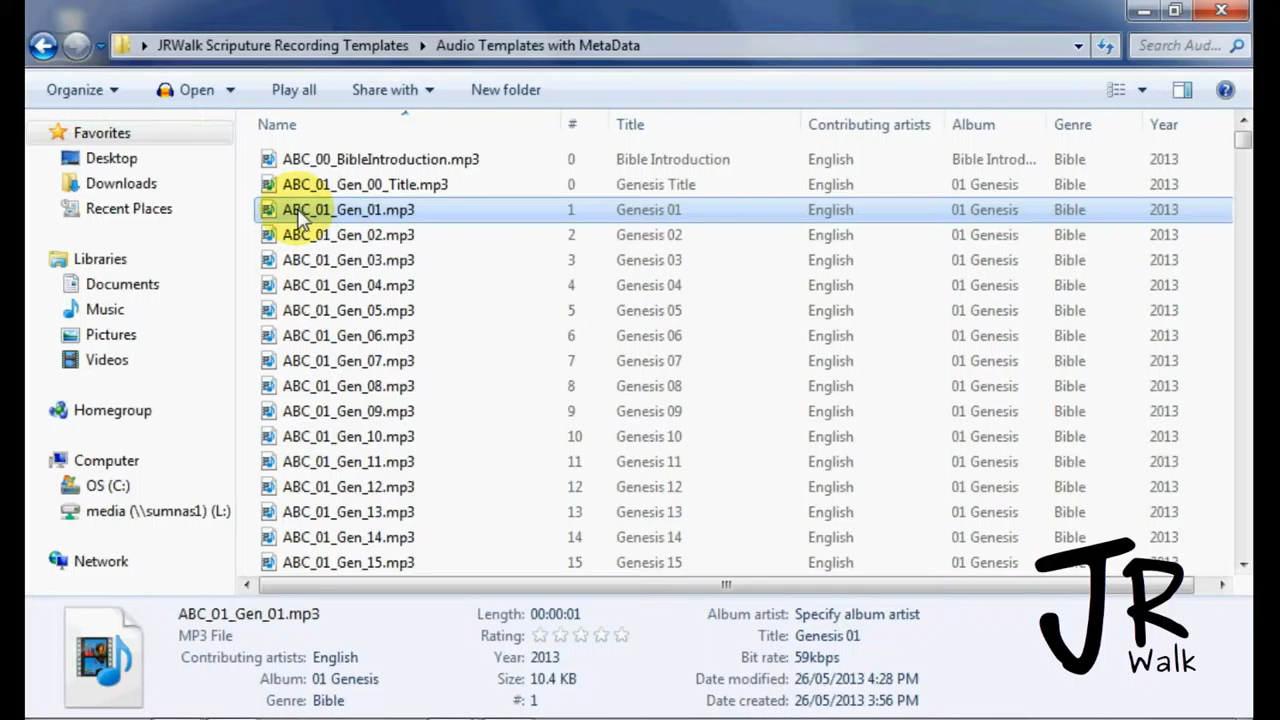 JRWalk Scriputure Recording Templates Audio Templates with MetaData Search Aud...
Organize Open Play all Share with New folder
Name # Title Contributing artists Album Genre Year
Favorites
Desktop
Downloads
Recent Places
Libraries
Documents
Music
Pictures
Videos
Homegroup
Computer
OS (C:)
media (\\sumnas1) (L:)
Network
ABC_00_BibleIntroduction.mp3 0 Bible Introduction English Bible Introd... Bible 2013
ABC_01_Gen_00_Title.mp3 0 Genesis Title English 01 Genesis Bible 2013
ABC_01_Gen_01.mp3 1 Genesis 01 English 01 Genesis Bible 2013
ABC_01_Gen_02.mp3 2 Genesis 02 English 01 Genesis Bible 2013
ABC_01_Gen_03.mp3 3 Genesis 03 English 01 Genesis Bible 2013
ABC_01_Gen_04.mp3 4 Genesis 04 English 01 Genesis Bible 2013
ABC_01_Gen_05.mp3 5 Genesis 05 English 01 Genesis Bible 2013
ABC_01_Gen_06.mp3 6 Genesis 06 English 01 Genesis Bible 2013
ABC_01_Gen_07.mp3 7 Genesis 07 English 01 Genesis Bible 2013
ABC_01_Gen_08.mp3 8 Genesis 08 English 01 Genesis Bible 2013
ABC_01_Gen_09.mp3 9 Genesis 09 English 01 Genesis Bible 2013
ABC_01_Gen_10.mp3 10 Genesis 10 English 01 Genesis Bible 2013
ABC_01_Gen_11.mp3 11 Genesis 11 English 01 Genesis Bible 2013
ABC_01_Gen_12.mp3 12 Genesis 12 English 01 Genesis Bible 2013
ABC_01_Gen_13.mp3 13 Genesis 13 English 01 Genesis Bible 2013
ABC_01_Gen_14.mp3 14 Genesis 14 English 01 Genesis Bible 2013
ABC_01_Gen_15.mp3 15 Genesis 15 English 01 Genesis Bible 2013
ABC_01_Gen_01.mp3 Length: 00:00:01 Album artist: Specify album artist
MP3 File Rating: Title: Genesis 01
Contributing artists: English Year: 2013 Bit rate: 59kbps
Album: 01 Genesis Size: 10.4 KB Date modified: 26/05/2013 4:28 PM
Genre: Bible #: 1 Date created: 26/05/2013 3:56 PM
JR
Walk